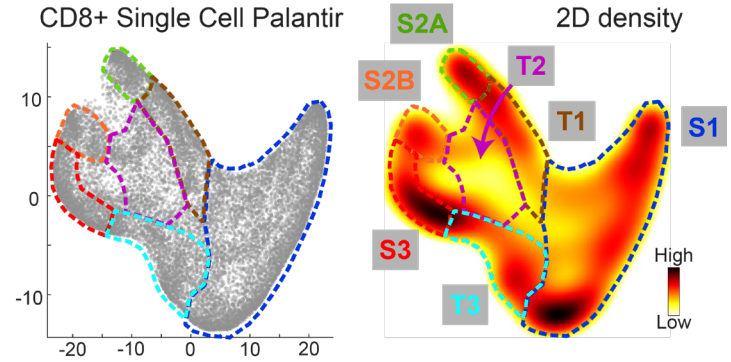 CD8+ Single Cell Palantir
2D density
S2A
T2
S2B
T1
S1
S3
T3
High
Low
10
0
-10
-20
-10
0
10
20